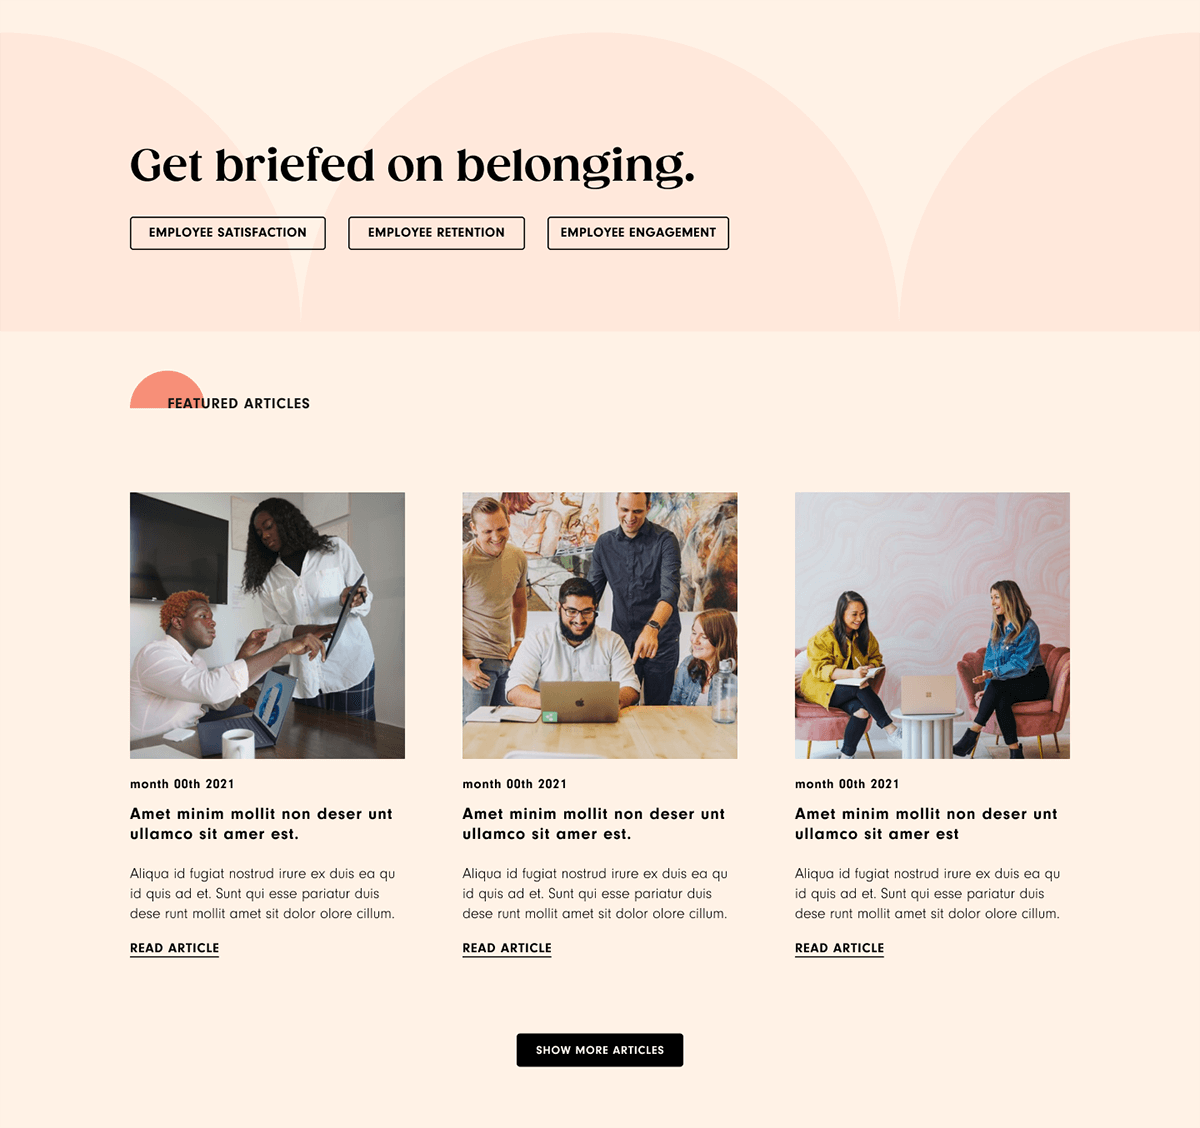 Get briefed on belonging.
EMPLOYEE SATISFACTION
EMPLOYEE RETENTION
EMPLOYEE ENGAGEMENT
FEATURED ARTICLES
month 00th 2021
Amet minim mollit non deser unt
ullamco sit amer est.
Aliqua id fugiat nostrud irure ex duis ea qu
id quis ad et. Sunt qui esse pariatur duis
dese runt mollit amet sit dolor olore cillum.
READ ARTICLE
month 00th 2021
Amet minim mollit non deser unt
ullamco sit amer est.
Aliqua id fugiat nostrud irure ex duis ea qu
id quis ad et. Sunt qui esse pariatur duis
dese runt mollit amet sit dolor olore cillum.
READ ARTICLE
month 00th 2021
Amet minim mollit non deser unt
ullamco sit amer est
Aliqua id fugiat nostrud irure ex duis ea qu
id quis ad et. Sunt qui esse pariatur duis
dese runt mollit amet sit dolor olore cillum.
READ ARTICLE
SHOW MORE ARTICLES